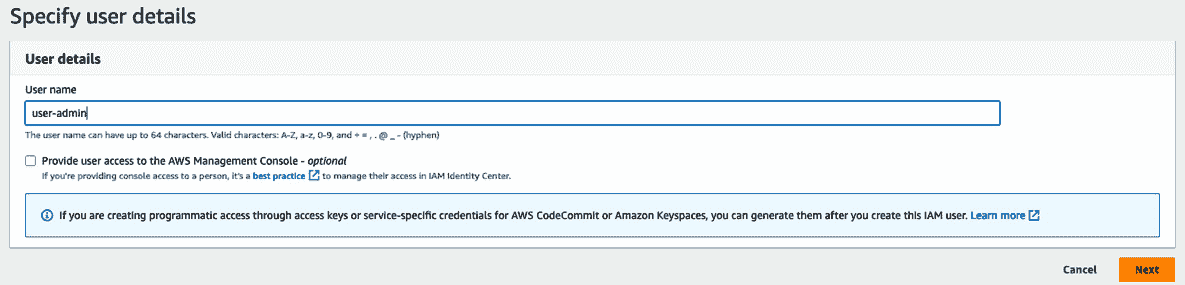 Specify user details
User details
User name
user-admin
The user name can have up to 64 characters. Valid characters: A-Z, a-z, 0-9, and + = , . @ _ - (hyphen)
Provide user access to the AWS Management Console - optional
If you're providing console access to a person, it's a best practice to manage their access in IAM Identity Center.
If you are creating programmatic access through access keys or service-specific credentials for AWS CodeCommit or Amazon Keyspaces, you can generate them after you create this IAM user. Learn more
Cancel Next